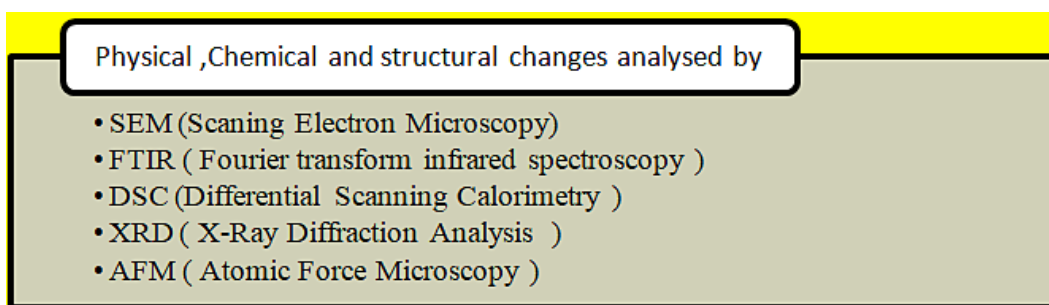 Physical ,Chemical and structural changes analysed by
• SEM (Scaning Electron Microscopy)
• FTIR ( Fourier transform infrared spectroscopy )
• DSC (Differential Scanning Calorimetry )
• XRD ( X-Ray Diffraction Analysis )
• AFM ( Atomic Force Microscopy )